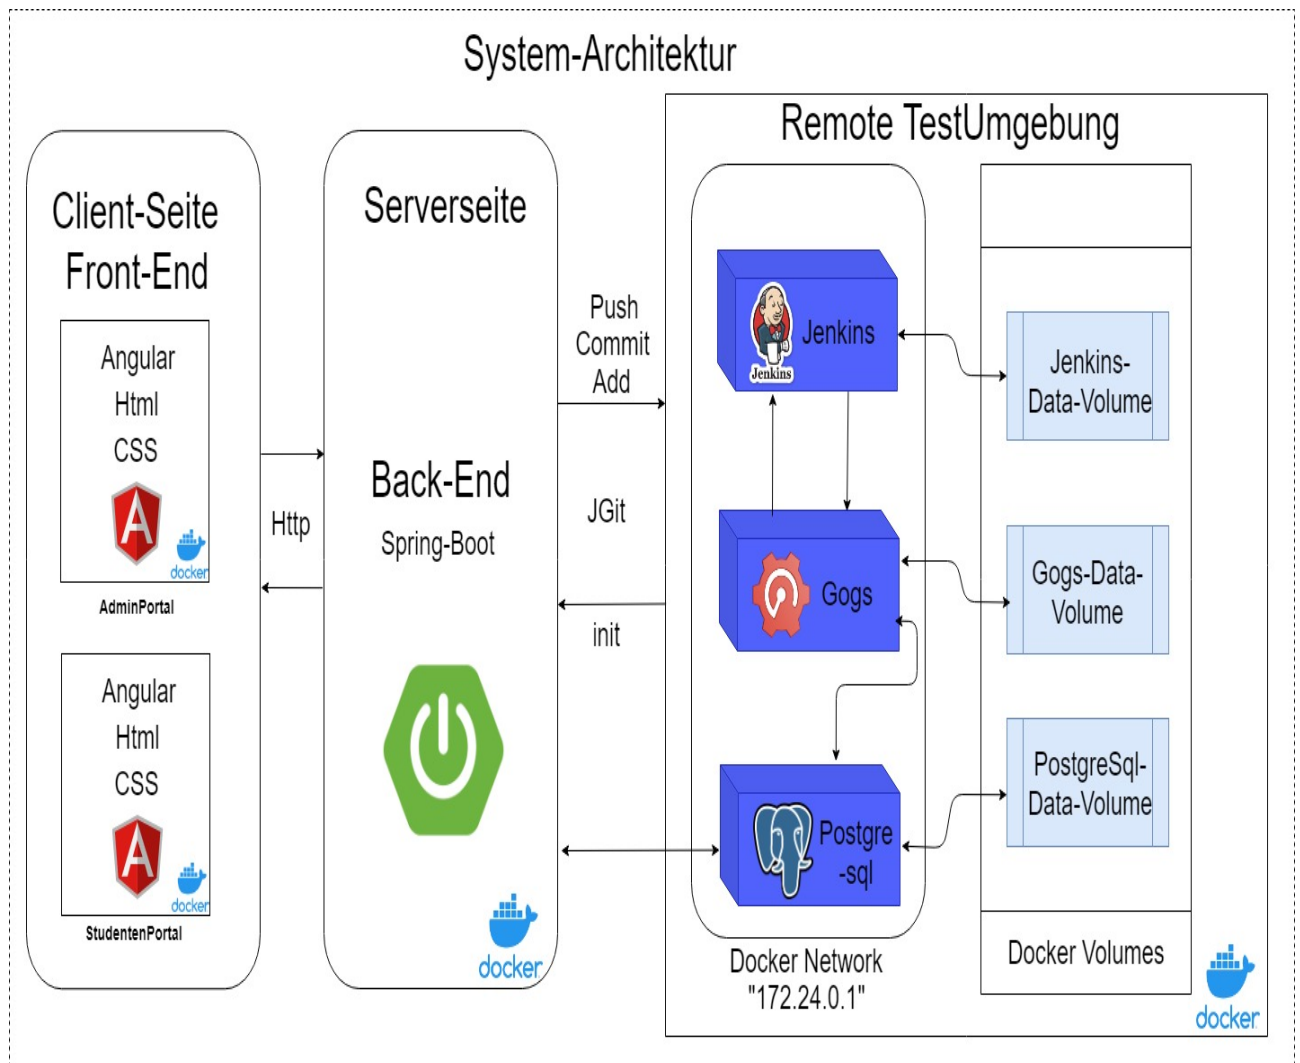 System-Architektur
Client-Seite
Front-End
Angular
Html
CSS
docker
AdminPortal
Angular
Html
CSS
docker
StudentenPortal
Http
Serverseite
Back-End
Spring-Boot
docker
Push
Commit
Add
JGit
init
Remote TestUmgebung
Jenkins
Jenkins
Gogs
Postgre
-sql
Docker Network
"172.24.0.1"
Jenkins-
Data-Volume
Gogs-Data-
Volume
PostgreSql-
Data-Volume
Docker Volumes
docker